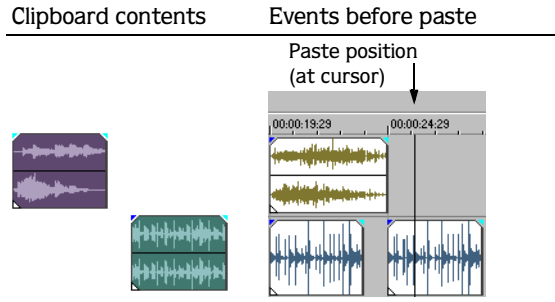 Clipboard contents
Events before paste
Paste position
(at cursor)
00:00:19:29
00:00:24:29